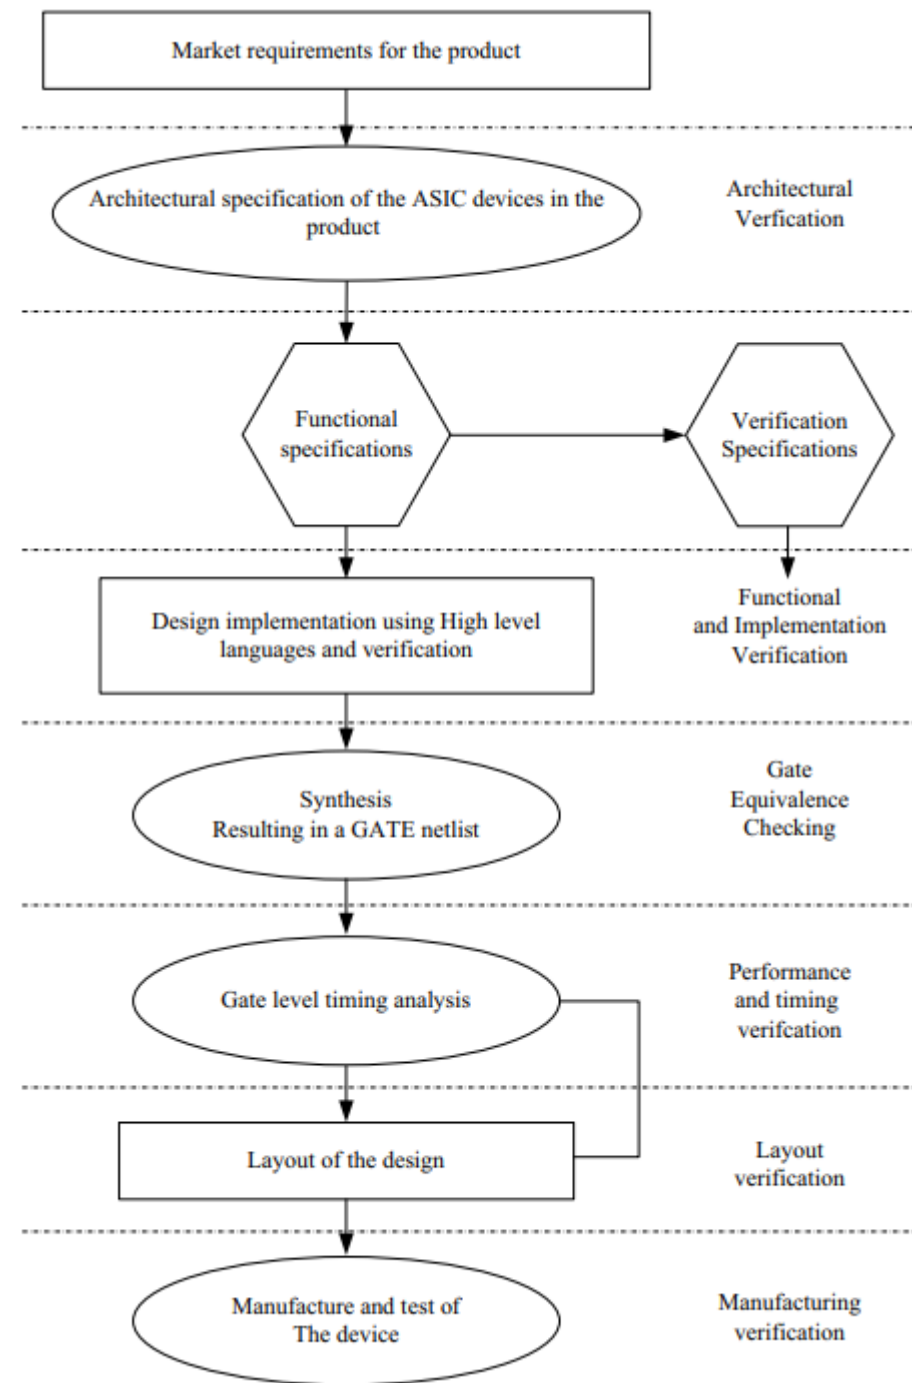 Market requirements for the product
Architectural specification of the ASIC devices in the
product
Architectural
Verfication
Functional
specifications
Verification
Specifications
Design implementation using High level
languages and verification
Functional
and Implementation
Verification
Synthesis
Resulting in a GATE netlist
Gate
Equivalence
Checking
Gate level timing analysis
Performance
and timing
verifcation
Layout of the design
Layout
verification
Manufacture and test of
The device
Manufacturing
verification